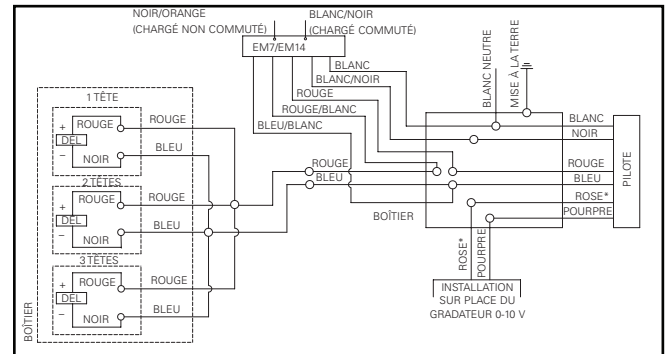 NOIR/ORANGE
(CHARGÉ NON COMMUTÉ)
BLANC/NOIR
(CHARGÉ COMMUTÉ)
EM7/EM14
BLANC
BLANC/NOIR
ROUGE
ROUGE/BLANC
BLEU/BLANC
BLANC NEUTRE
MISE À LA TERRE
1 TÊTE
+
ROUGE
DEL
–
NOIR
ROUGE
BLEU
2 TÊTES
+
ROUGE
DEL
–
NOIR
ROUGE
BLEU
3 TÊTES
+
ROUGE
DEL
–
NOIR
ROUGE
BLEU
BOÎTIER
ROUGE
BLEU
BOÎTIER
BLANC
NOIR
ROUGE
BLEU
ROSE*
POURPRE
PILOTE
ROSE*
POURPRE
INSTALLATION
SUR PLACE DU
GRADATEUR 0-10 V